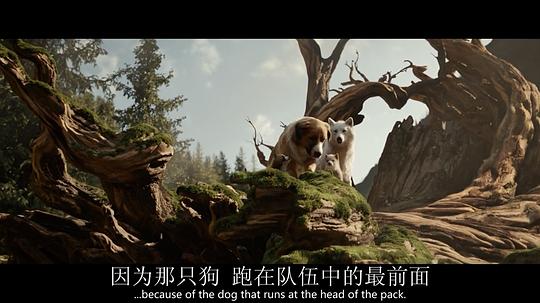 因为那只狗 跑在队伍中的最前面
...because of the dog that runs at the head of the pack.